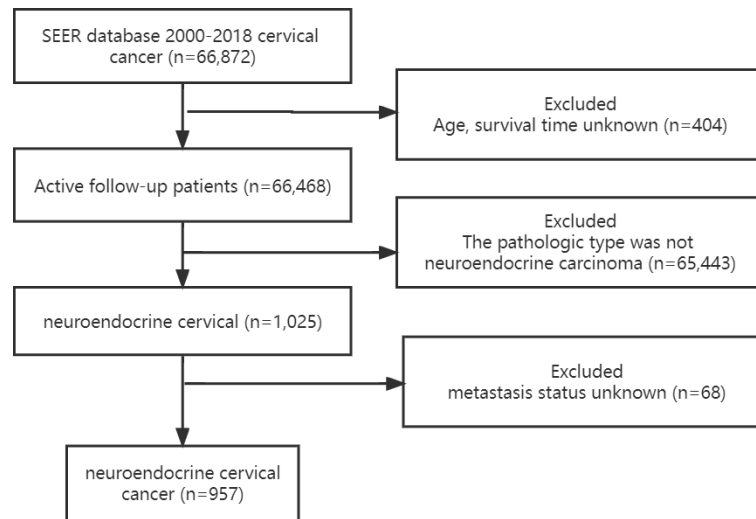 SEER database 2000-2018 cervical
cancer (n=66,872)
Excluded
Age, survival time unknown (n=404)
Active follow-up patients (n=66,468)
Excluded
The pathologic type was not
neuroendocrine carcinoma (n=65,443)
neuroendocrine cervical (n=1,025)
Excluded
metastasis status unknown (n=68)
neuroendocrine cervical
cancer (n=957)